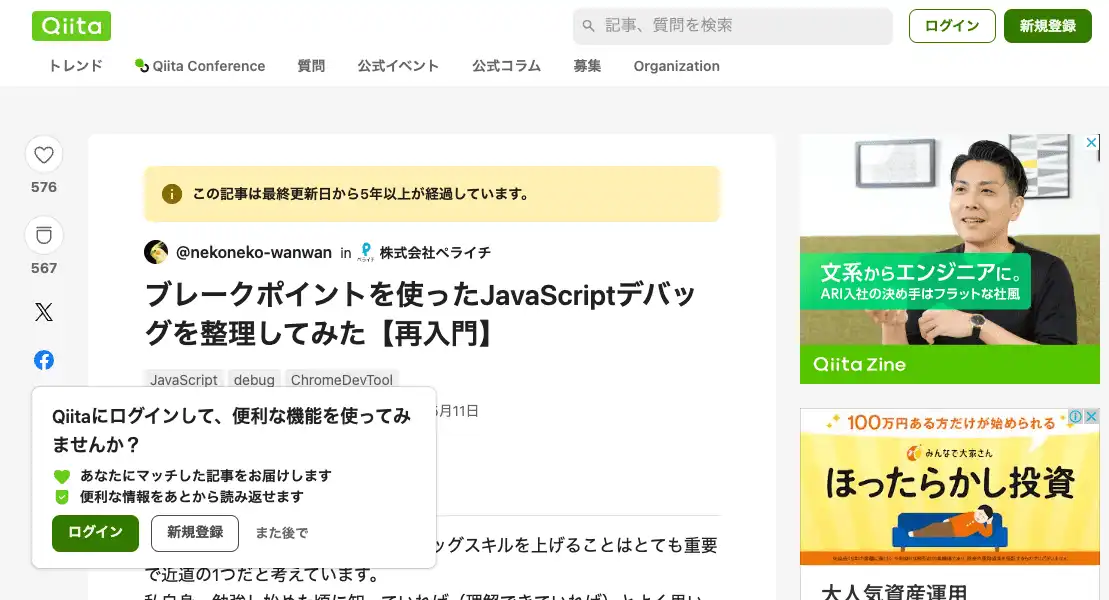 Qiita
記事、質問を検索
ログイン
新規登録
トレンド
Qiita Conference
質問
公式イベント
公式コラム
募集
Organization
576
567
この記事は最終更新日から5年以上が経過しています。
@nekoneko-wanwan in 株式会社ペライチ
ブレークポイントを使ったJavaScriptデバッ
グを整理してみた【再入門】
JavaScript debug ChromeDevTool
月11日
Qiitaにログインして、便利な機能を使ってみ
ませんか?
あなたにマッチした記事をお届けします
便利な情報をあとから読み返せます
ログイン 新規登録 また後で
ッグスキルを上げることはとても重要
で近道の1つだと考えています。
文系からエンジニアに。
ARI入社の決め手はフラットな社風
Qiita Zine
100万円ある方だけが始められる
みんなで大家さん
ほったらかし投資
大人気資産運用